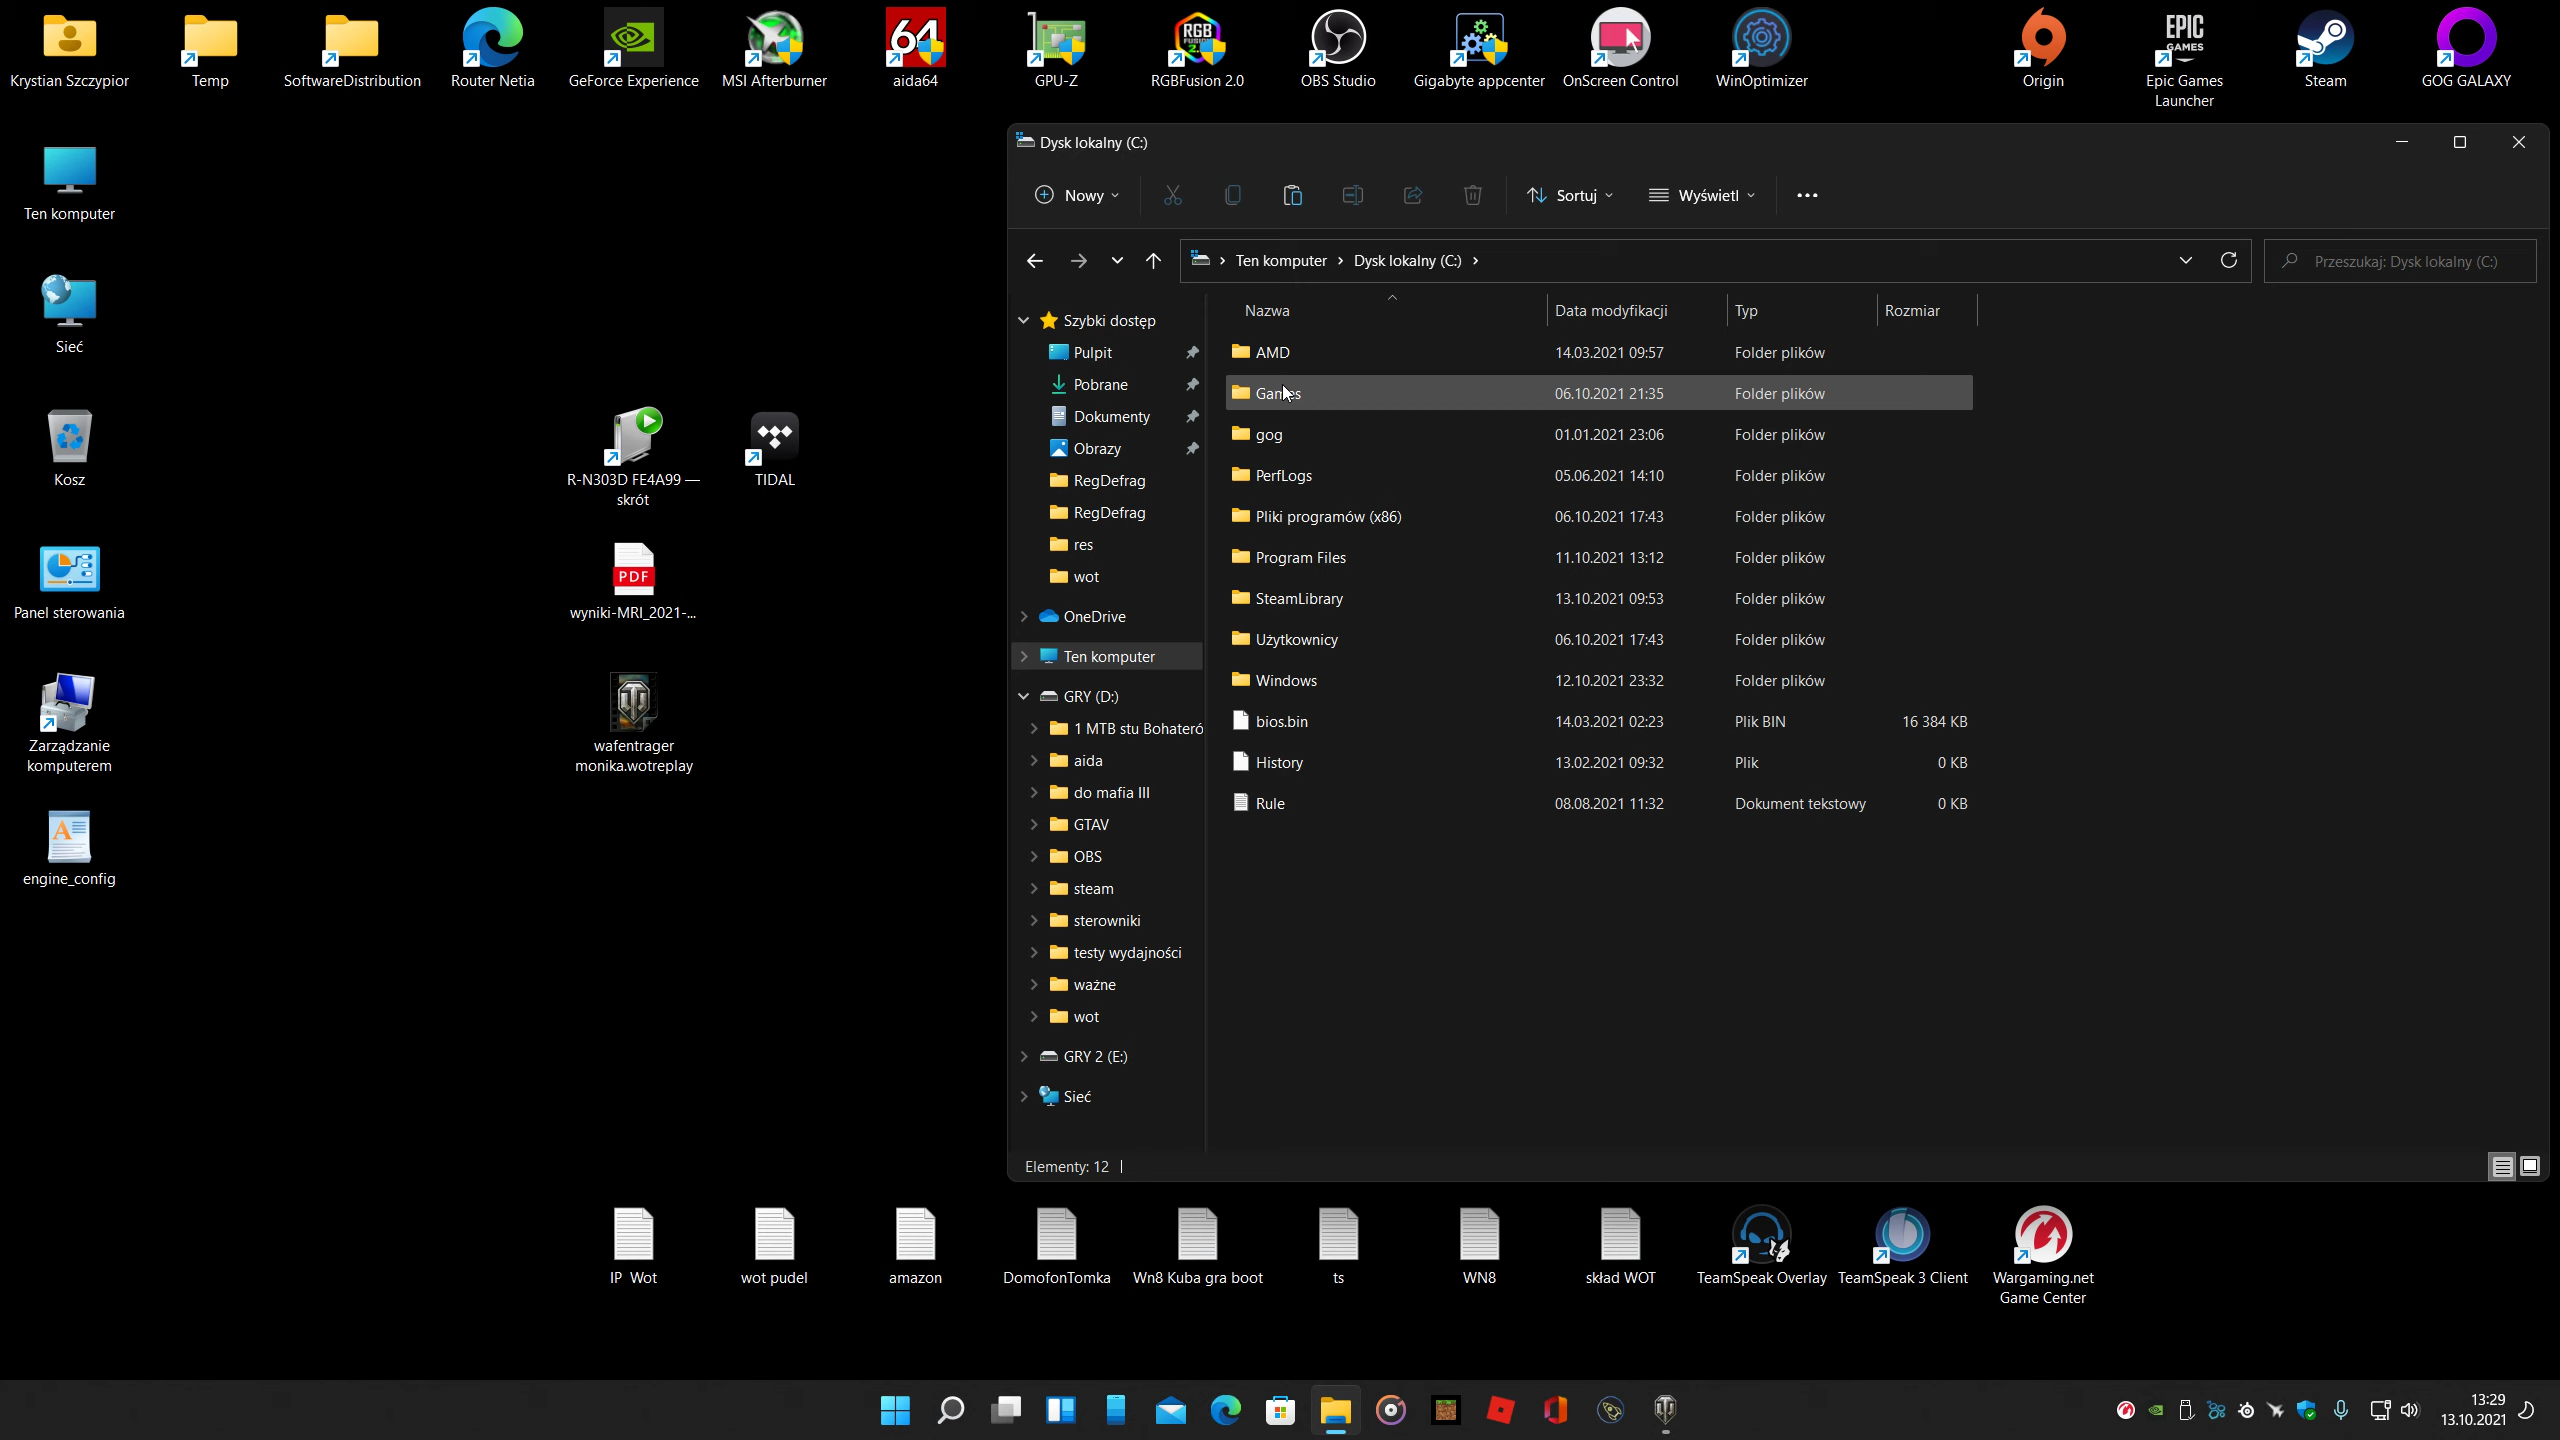 Krystian Szczypior
Temp
SoftwareDistribution
Router Netia
GeForce Experience
MSI Afterburner
64
aida64
GPU-Z
RGB
FUSION
2.0
RGBFusion 2.0
OBS Studio
Gigabyte appcenter
OnScreen Control
WinOptimizer
Origin
EPIC
GAMES
Epic Games
Launcher
Steam
GOG GALAXY
Ten komputer
Sieć
Kosz
Panel sterowania
Zarządzanie
komputerem
engine_config
R-N303D FE4A99 —
skrót
TIDAL
PDF
wyniki-MRI_2021-...
wafentrager
monika.wotreplay
Dysk lokalny (C:)
Nowy
Sortuj
Wyświetl
Ten komputer
Dysk lokalny (C:)
Przeszukaj: Dysk lokalny (C:)
Szybki dostęp
Pulpit
Pobrane
Dokumenty
Obrazy
RegDefrag
RegDefrag
res
wot
OneDrive
Ten komputer
GRY (D:)
1 MTB stu Bohateró
aida
do mafia III
GTAV
OBS
steam
sterowniki
testy wydajności
ważne
wot
GRY 2 (E:)
Sieć
Nazwa Data modyfikacji Typ Rozmiar
AMD 14.03.2021 09:57 Folder plików
Games 06.10.2021 21:35 Folder plików
gog 01.01.2021 23:06 Folder plików
PerfLogs 05.06.2021 14:10 Folder plików
Pliki programów (x86) 06.10.2021 17:43 Folder plików
Program Files 11.10.2021 13:12 Folder plików
SteamLibrary 13.10.2021 09:53 Folder plików
Użytkownicy 06.10.2021 17:43 Folder plików
Windows 12.10.2021 23:32 Folder plików
bios.bin 14.03.2021 02:23 Plik BIN 16 384 KB
History 13.02.2021 09:32 Plik 0 KB
Rule 08.08.2021 11:32 Dokument tekstowy 0 KB
Elementy: 12
IP Wot
wot pudel
amazon
DomofonTomka
Wn8 Kuba gra boot
ts
WN8
skład WOT
TeamSpeak Overlay
TeamSpeak 3 Client
Wargaming.net
Game Center
13:29
13.10.2021